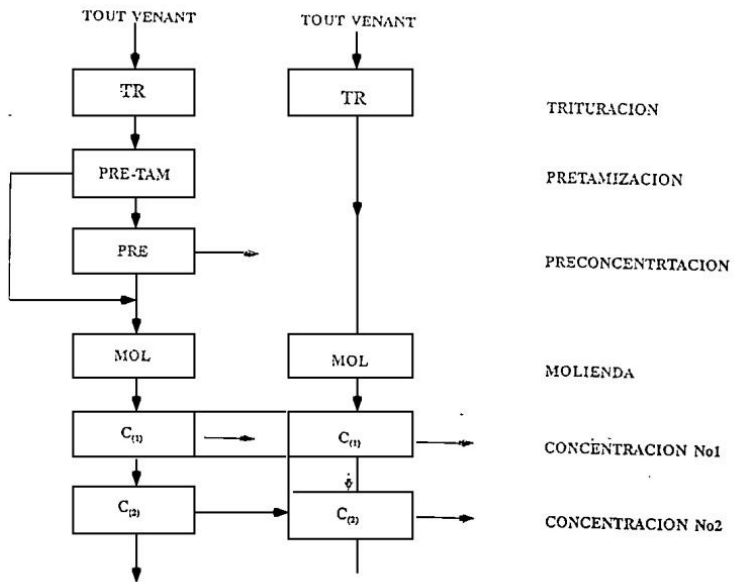 TOUT VENANT
TOUT VENANT
TR
TR
TRITURACION
PRE-TAM
PRETAMIZACION
PRE
PRECONCENTRTACION
MOL
MOL
MOLIENDA
C(1)
C(1)
CONCENTRACION No1
C(2)
C(2)
CONCENTRACION No2